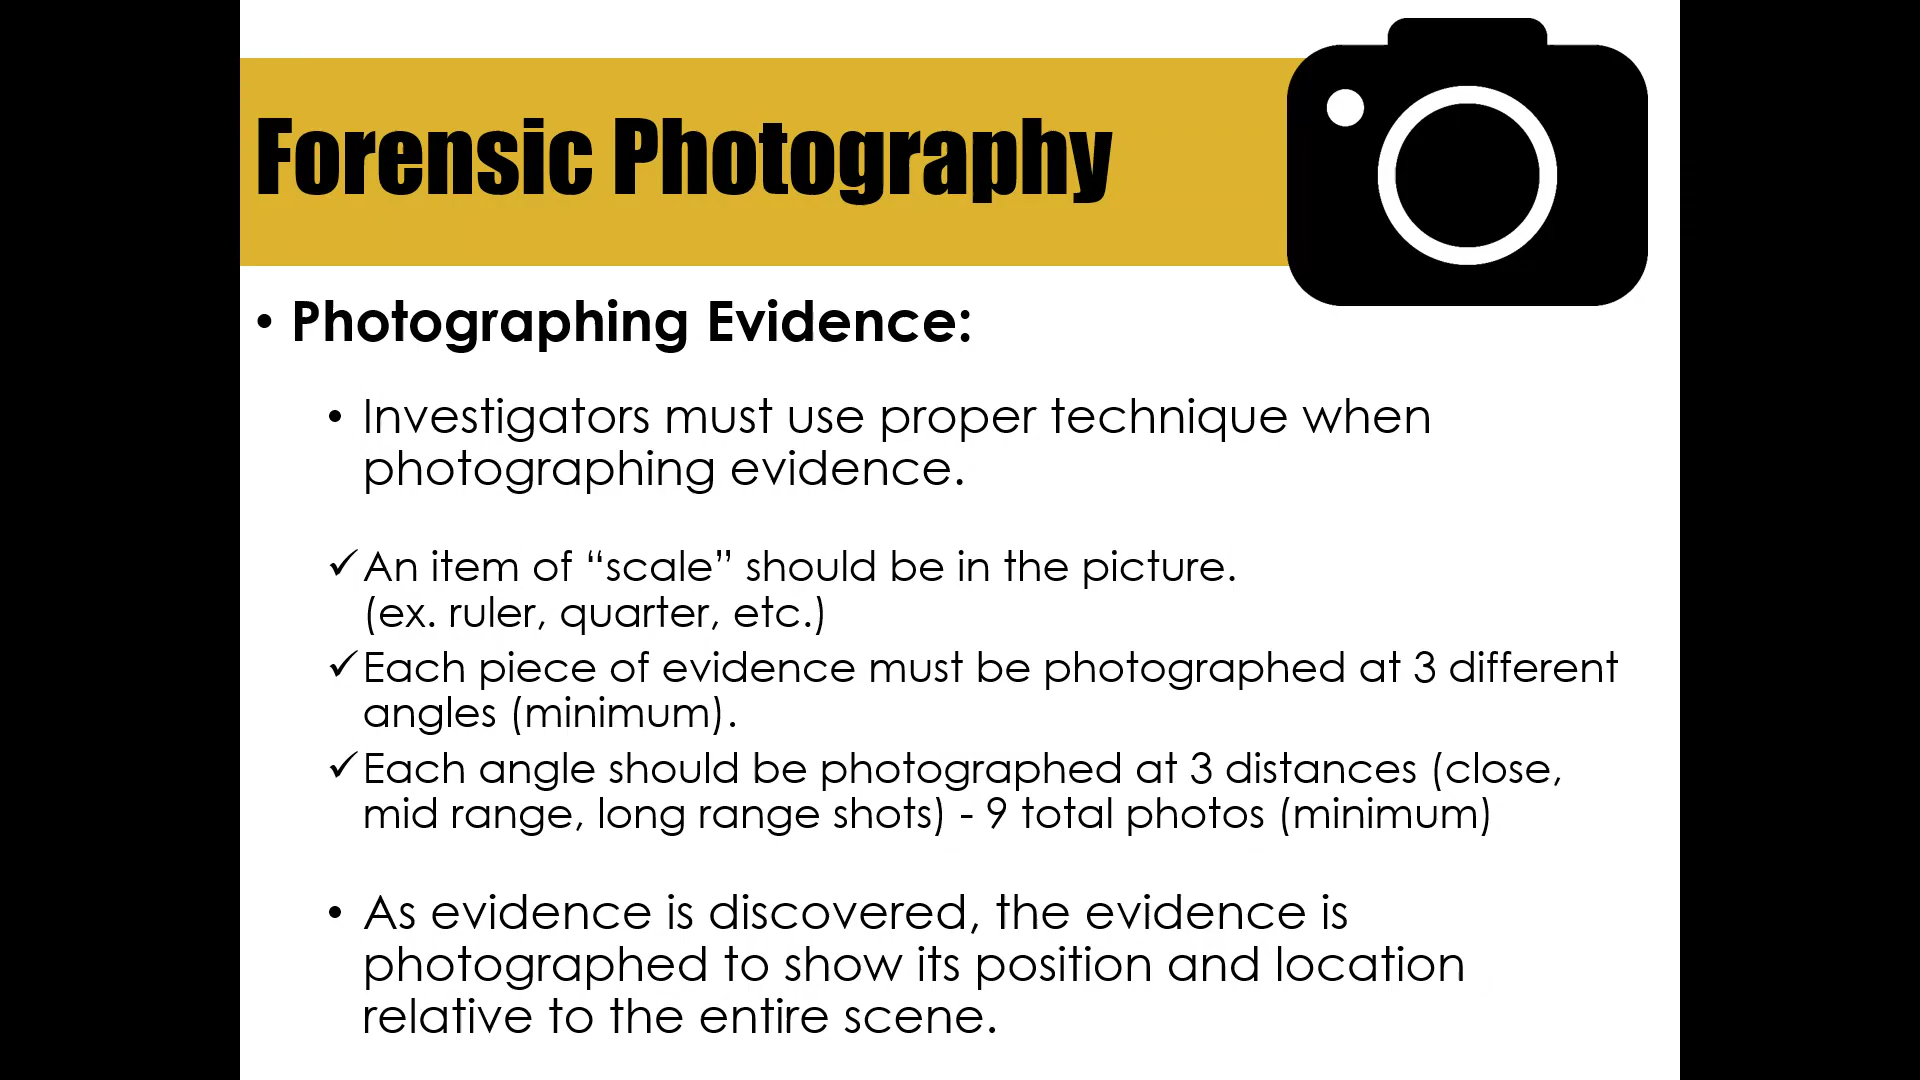 Forensic Photography
• Photographing Evidence:
• Investigators must use proper technique when
photographing evidence.
✓An item of “scale” should be in the picture.
(ex. ruler, quarter, etc.)
✓Each piece of evidence must be photographed at 3 different
angles (minimum).
✓Each angle should be photographed at 3 distances (close,
mid range, long range shots) - 9 total photos (minimum)
• As evidence is discovered, the evidence is
photographed to show its position and location
relative to the entire scene.